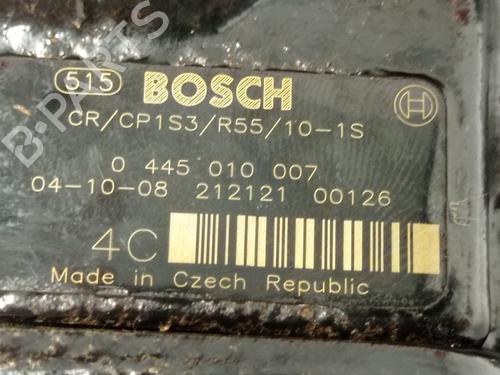 515 BOSCH
CR/CP1S3/R55/10-1S
0 445 010 007
04-10-08 212121 00126
4C
Made in Czech Republic
B-PARTS